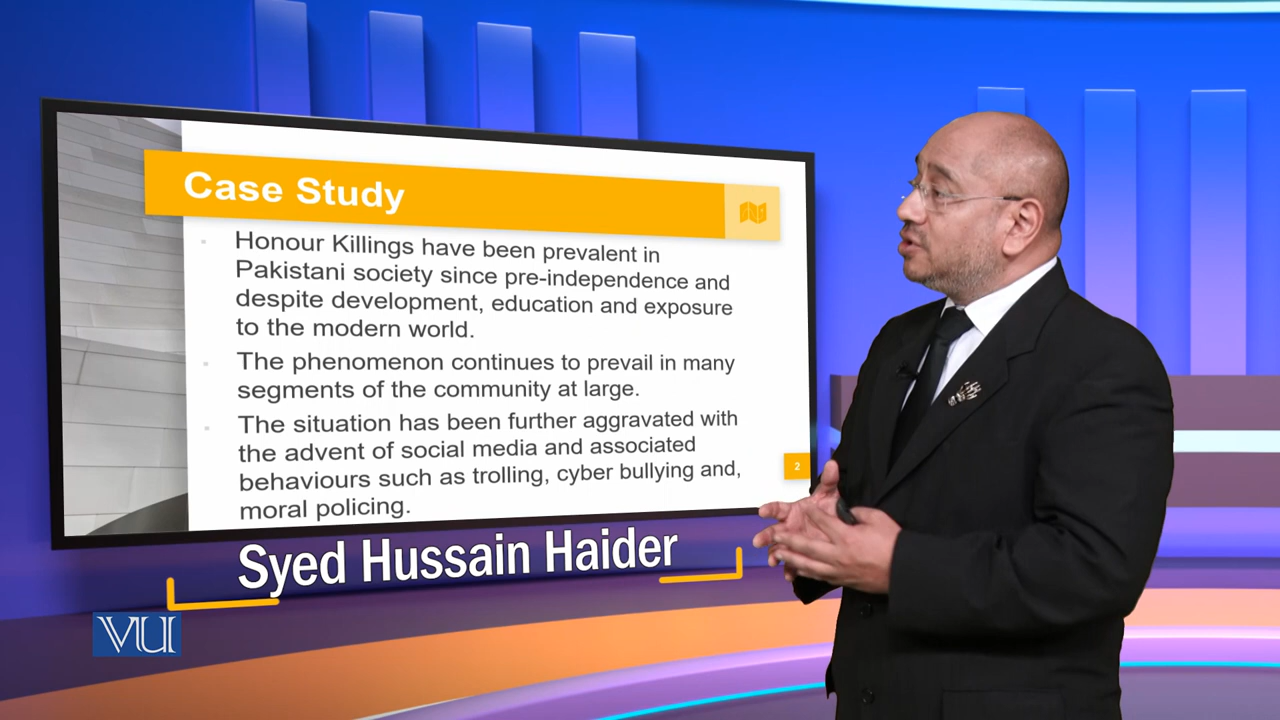 Case Study
Honour Killings have been prevalent in
Pakistani society since pre-independence and
despite development, education and exposure
to the modern world.
The phenomenon continues to prevail in many
segments of the community at large.
The situation has been further aggravated with
the advent of social media and associated
behaviours such as trolling, cyber bullying and,
moral policing.
2
Syed Hussain Haider
VU